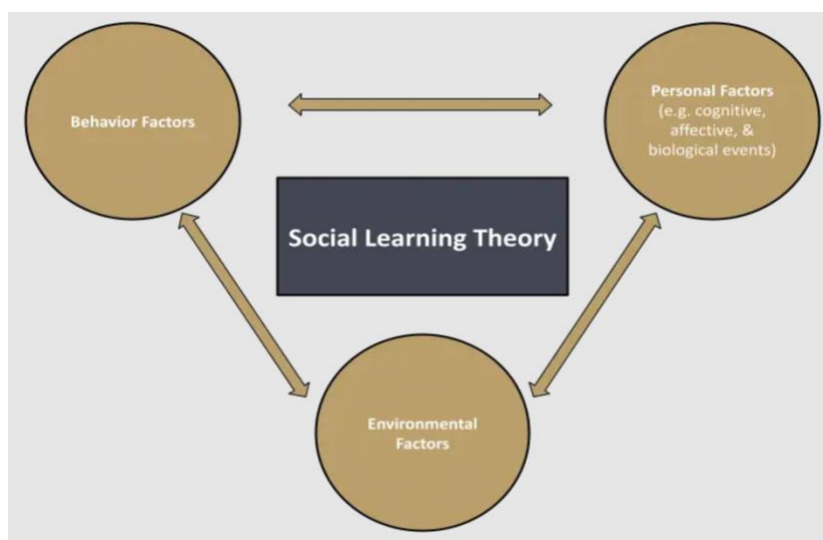 Behavior Factors
Personal Factors
(e.g. cognitive,
affective, &
biological events)
Social Learning Theory
Environmental
Factors